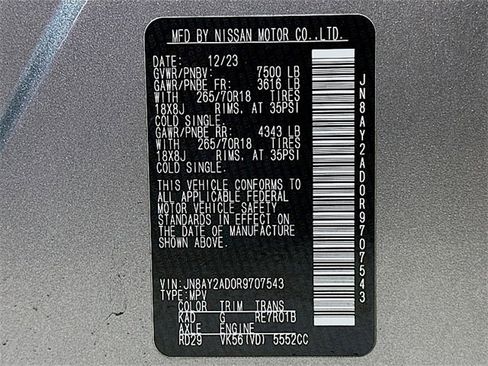 MFD BY NISSAN MOTOR CO.,LTD.
DATE: 12/23
GVWR/PNBV: 7500 LB
GAWR/PNBE FR: 3616 LB
WITH 265/70R18 TIRES
18X8J RIMS, AT 35PSI
COLD SINGLE.
GAWR/PNBE RR: 4343 LB
WITH 265/70R18 TIRES
18X8J RIMS, AT 35PSI
COLD SINGLE.
THIS VEHICLE CONFORMS TO
ALL APPLICABLE FEDERAL
MOTOR VEHICLE SAFETY
STANDARDS IN EFFECT ON
THE DATE OF MANUFACTURE
SHOWN ABOVE.
VIN:JN8AY2AD0R9707543
TYPE:MPV
COLOR TRIM TRANS
KAD G RE7R01B
AXLE ENGINE
RD29 VK56(VD) 5552CC
JN8AY2AD0R9707543